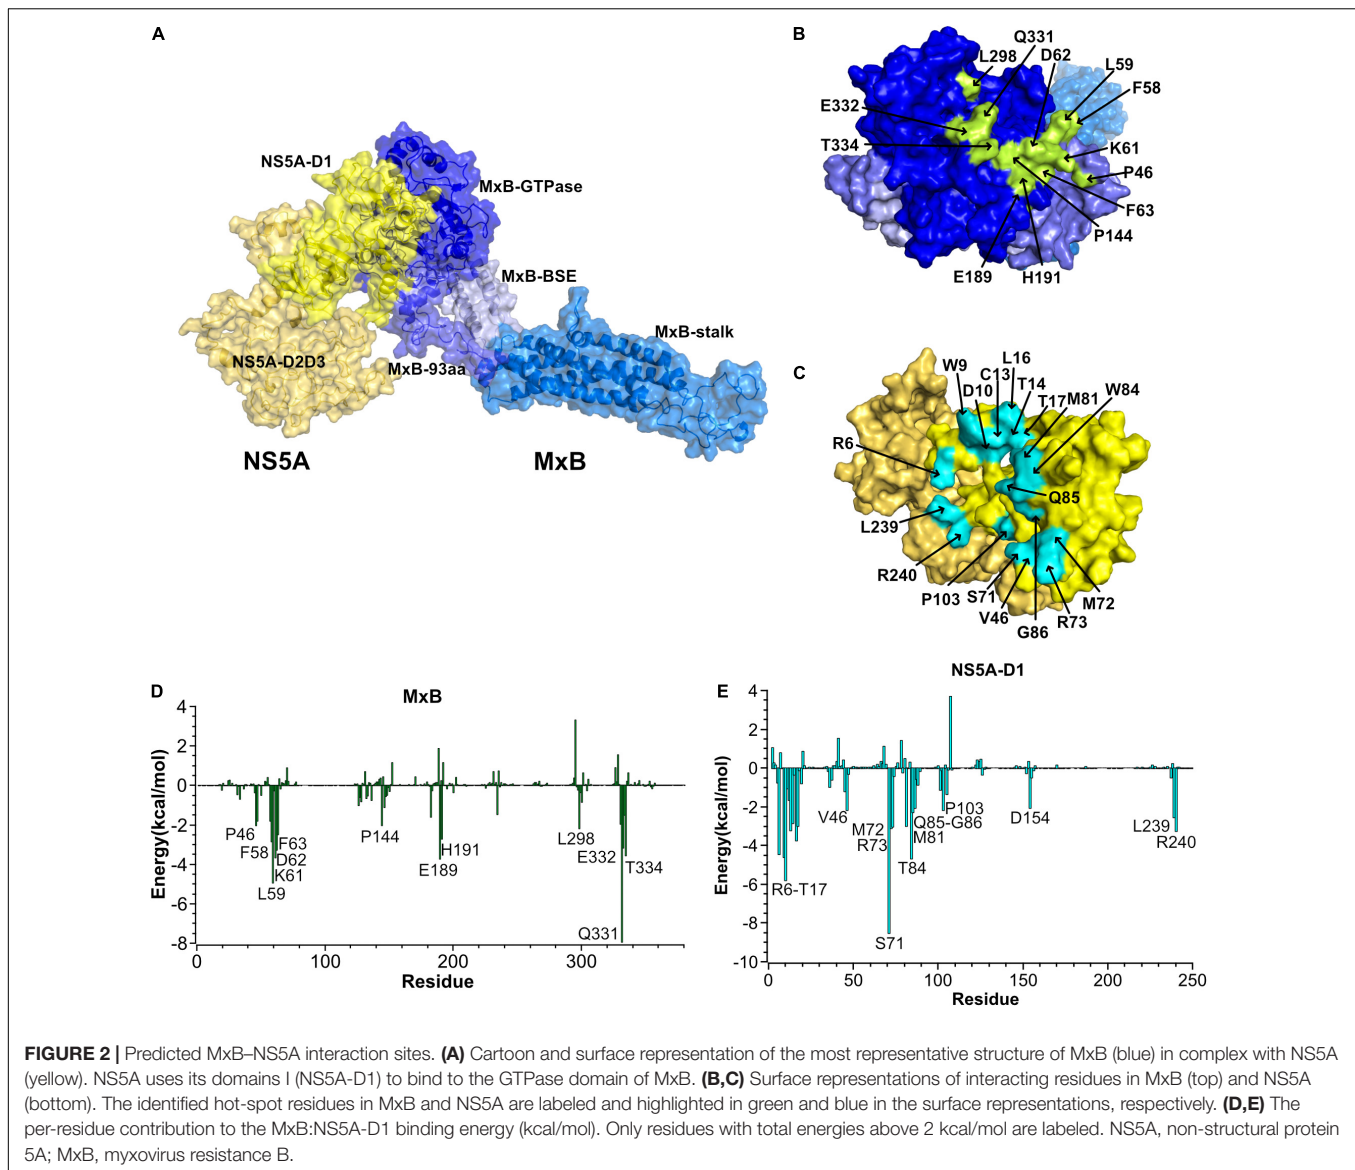 A
NS5A-D1
MxB-GTPase
MxB-BSE
MxB-stalk
NS5A-D2D3
MxB-93aa
NS5A
MxB
B
Q331
L298
D62
L59
F58
E332
T334
K61
P46
F63
P144
E189
H191
C
L16
W9
C13
D10
T14
T17
M81
W84
R6
Q85
L239
R240
P103
S71
V46
G86
R73
M72
D
MxB
Energy(kcal/mol)
4
2
0
-2
-4
-6
-8
P46
F58
F63
D62
K61
L59
P144
H191
E189
L298
E332
T334
Q331
0
100
200
300
Residue
E
NS5A-D1
Energy(kcal/mol)
4
2
0
-2
-4
-6
-8
-10
R6-T17
V46
M72
R73
S71
P103
Q85-G86
M81
T84
D154
L239
R240
0
50
100
150
200
250
Residue
FIGURE 2 | Predicted MxB–NS5A interaction sites. (A) Cartoon and surface representation of the most representative structure of MxB (blue) in complex with NS5A
(yellow). NS5A uses its domains I (NS5A-D1) to bind to the GTPase domain of MxB. (B,C) Surface representations of interacting residues in MxB (top) and NS5A
(bottom). The identified hot-spot residues in MxB and NS5A are labeled and highlighted in green and blue in the surface representations, respectively. (D,E) The
per-residue contribution to the MxB:NS5A-D1 binding energy (kcal/mol). Only residues with total energies above 2 kcal/mol are labeled. NS5A, non-structural protein
5A; MxB, myxovirus resistance B.